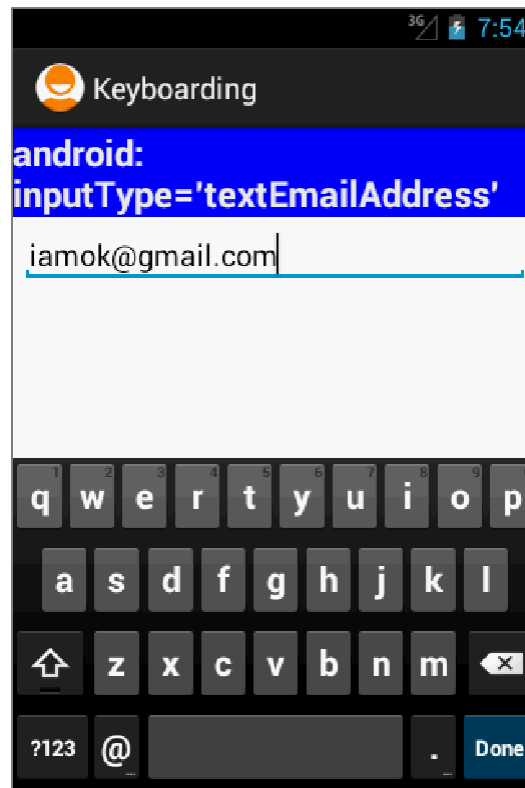 3G 7:54
Keyboarding
android:
inputType='textEmailAddress'
iamok@gmail.com
1 2 3 4 5 6 7 8 9
q w e r t y u i o p
a s d f g h j k l
z x c v b n m
?123 @ ... . ... Done